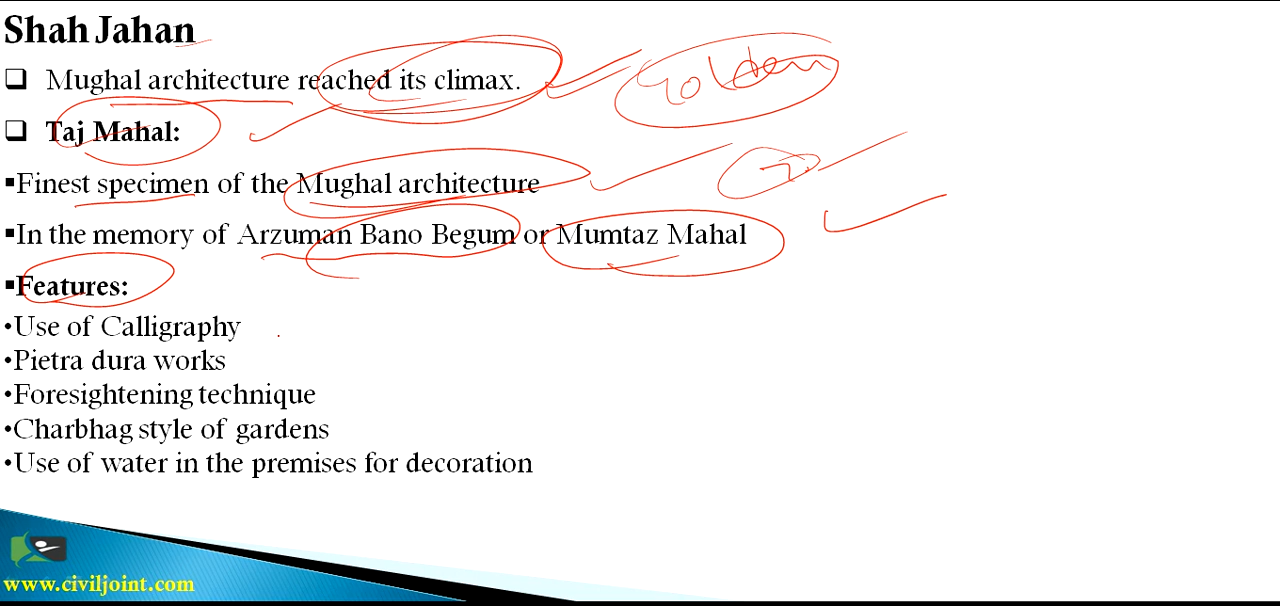 Shah Jahan
❑ Mughal architecture reached its climax.
Golden
❑ Taj Mahal:
▪Finest specimen of the Mughal architecture
7
▪In the memory of Arzuman Bano Begum or Mumtaz Mahal
▪Features:
•Use of Calligraphy
•Pietra dura works
•Foresightening technique
•Charbhag style of gardens
•Use of water in the premises for decoration
www.civiljoint.com